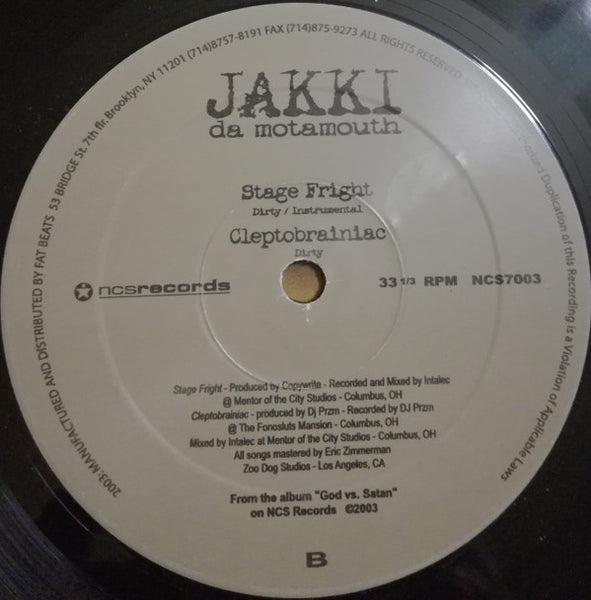 2003: MANUFACTURED AND DISTRIBUTED BY FAT BEATS 53 BRIDGE St. 7th flr. Brooklyn, NY 11201 (714)8757-8191 FAX (714)875-9273 ALL RIGHTS RESERVED
Duplication of this Recording is a Violation of Applicable Laws
JAKKI
da motamouth
Stage Fright
Dirty / Instrumental
Cleptobrainiac
Dirty
ncsrecords
33 1/3 RPM NCS7003
Stage Fright - Produced by Copywrite - Recorded and Mixed by Intalec
@ Mentor of the City Studios - Columbus, OH
Cleptobrainiac - produced by Dj Przm - Recorded by DJ Przm
@ The Fonosluts Mansion - Columbus, OH
Mixed by Intalec at Mentor of the City Studios - Columbus, OH
All songs mastered by Eric Zimmerman
Zoo Dog Studios - Los Angeles, CA
From the album "God vs. Satan"
on NCS Records ©2003
B